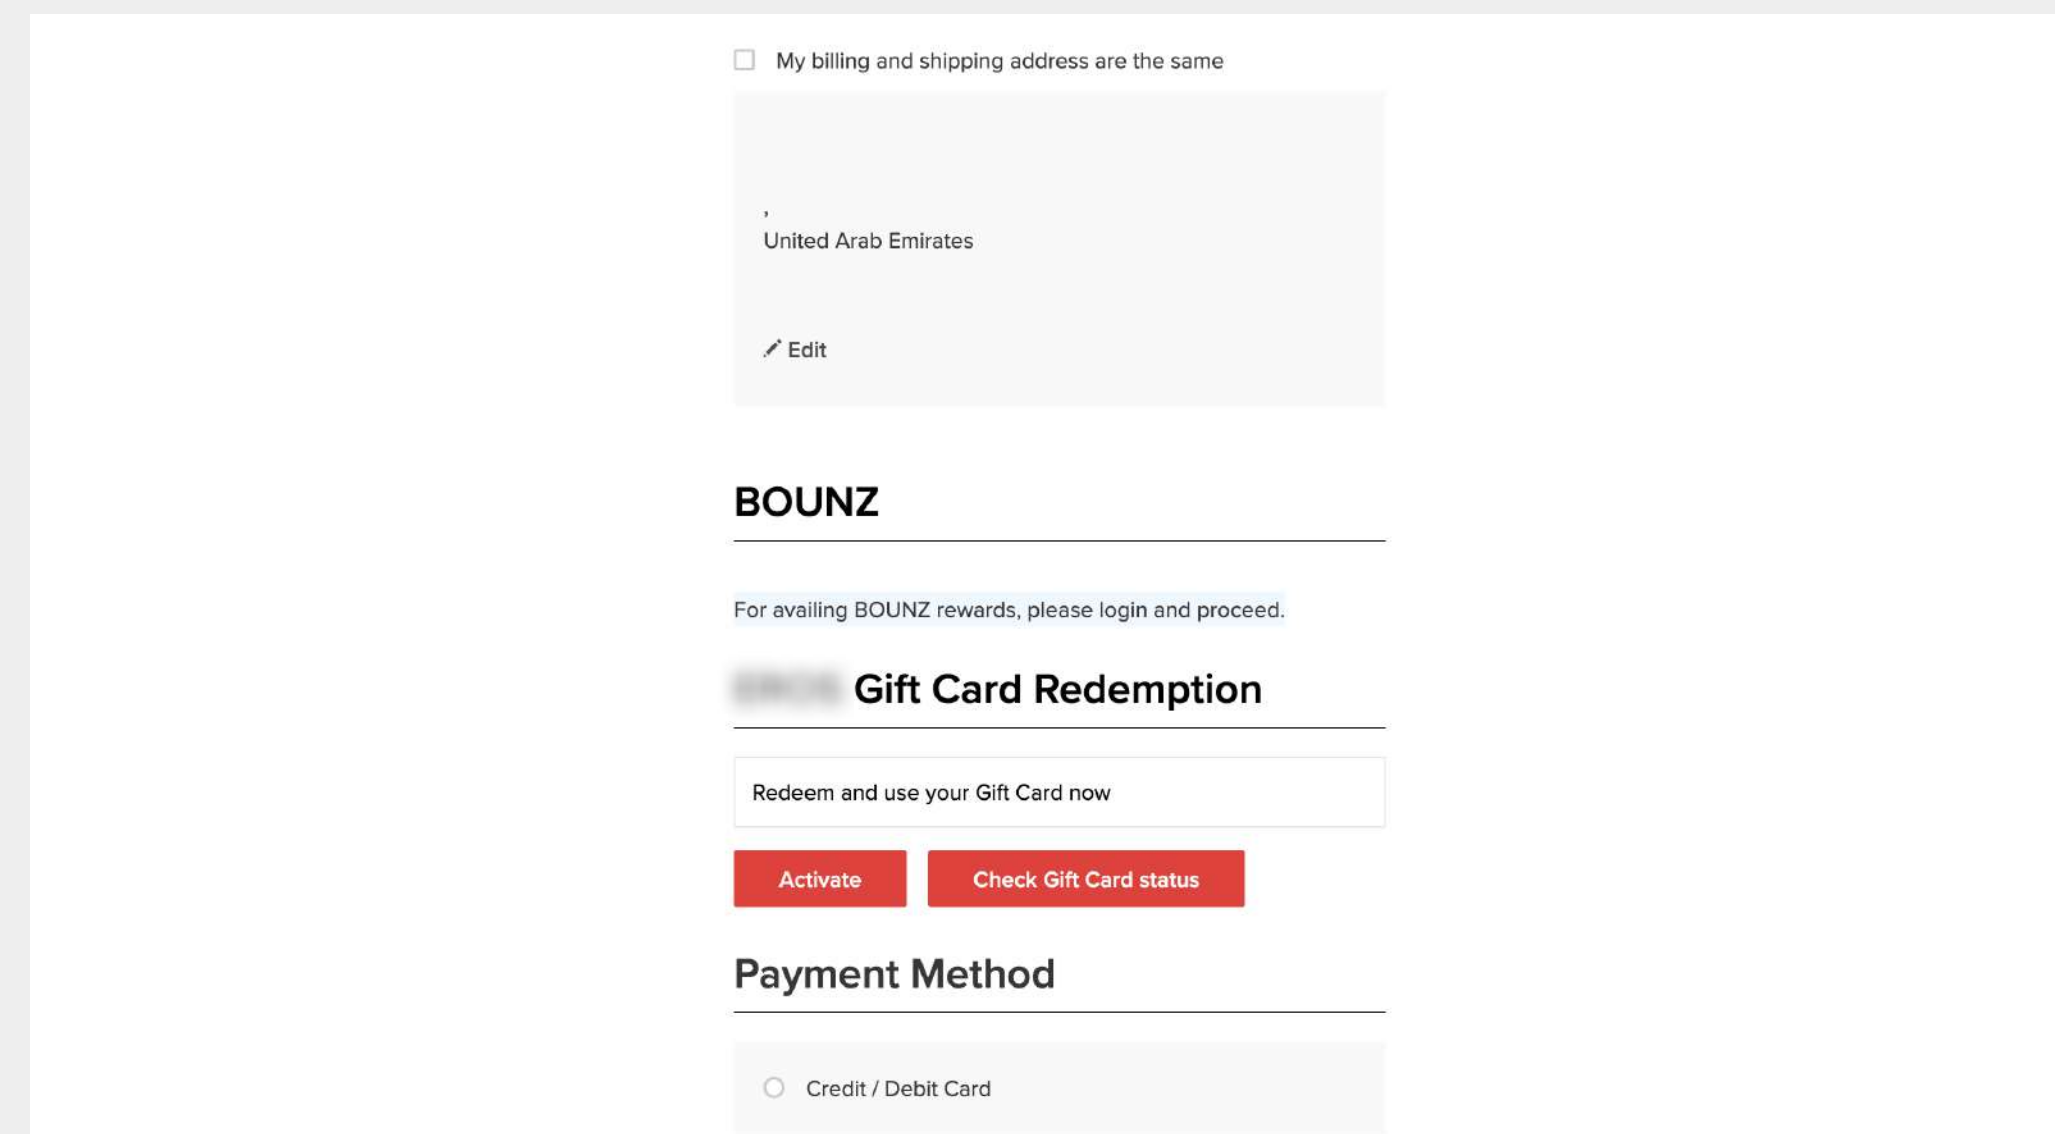 My billing and shipping address are the same
,
United Arab Emirates
Edit
BOUNZ
For availing BOUNZ rewards, please login and proceed.
Gift Card Redemption
Redeem and use your Gift Card now
Activate
Check Gift Card status
Payment Method
Credit / Debit Card